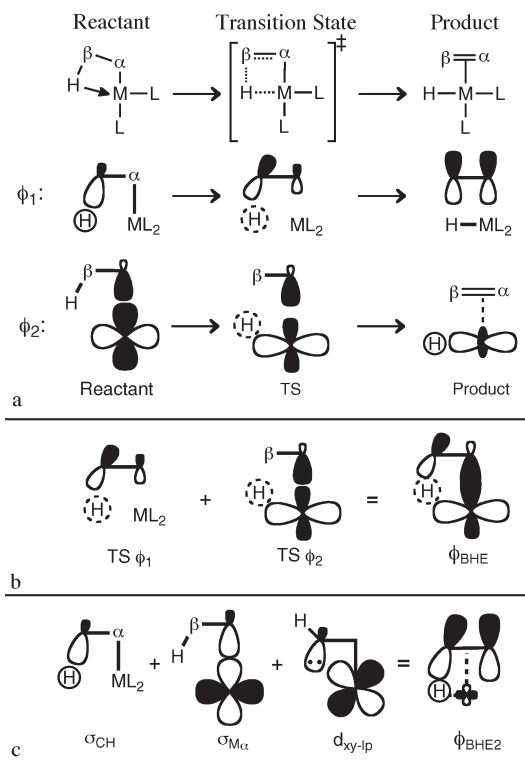 Reactant Transition State Product
β α β α ‡ β α
H M L H M L H M L
L L L
ϕ1: α
H ML2 H ML2 H–ML2
β β β α
H
ϕ2: H H
Reactant TS Product
a
β
H ML2 + H = H
TS ϕ1 TS ϕ2 ϕBHE
b
α β H
H
H ML2 + + = H
σCH σMα dxy-lp ϕBHE2
c